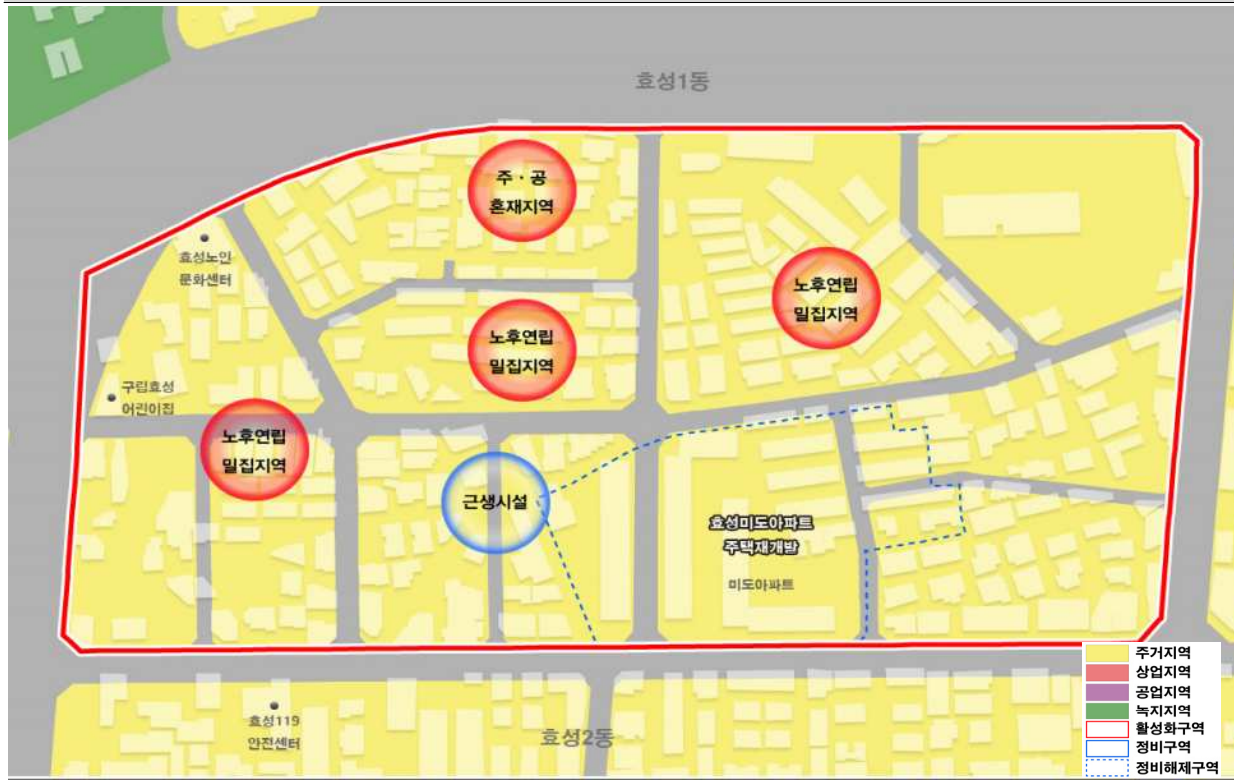 효성1동
주 · 공
혼재지역
효성노인
문화센터
노후연립
밀집지역
노후연립
밀집지역
구립효성
어린이집
노후연립
밀집지역
근생시설
효성미도아파트
주택재개발
미도아파트
주거지역
상업지역
공업지역
녹지지역
활성화구역
정비구역
정비해제구역
효성119
안전센터
효성2동